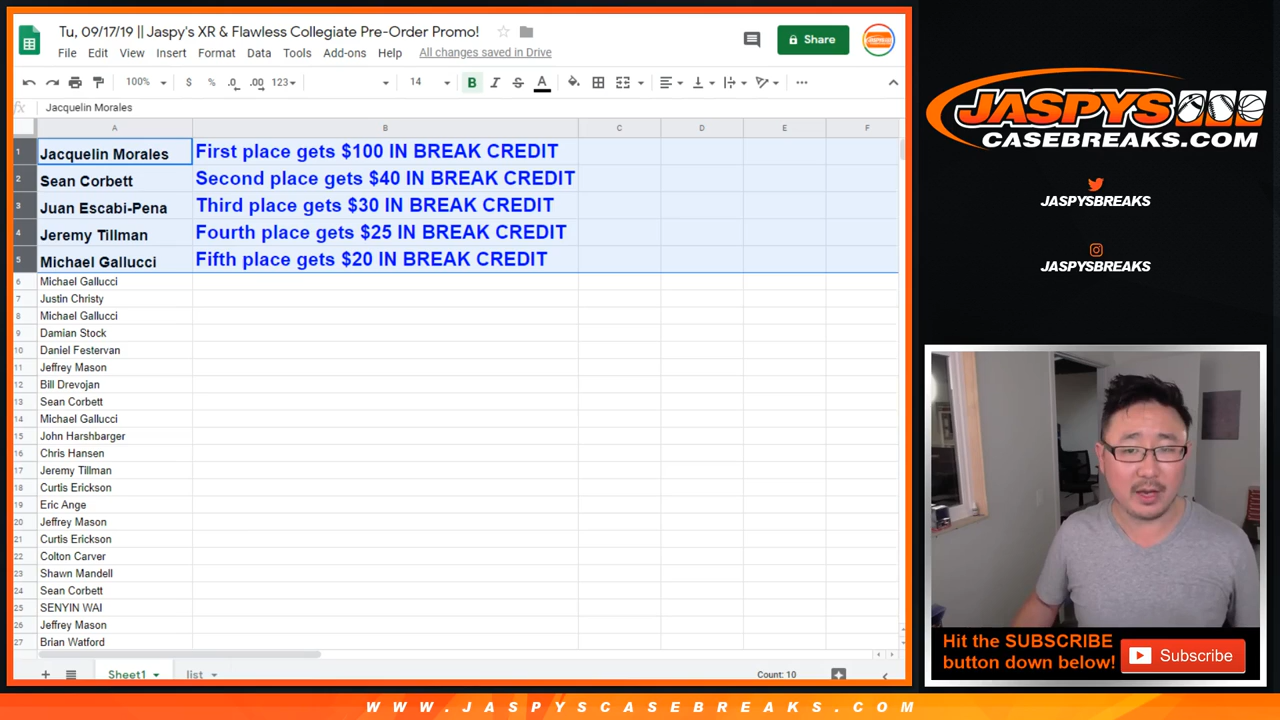 Tu, 09/17/19 || Jaspy's XR & Flawless Collegiate Pre-Order Promo!
File Edit View Insert Format Data Tools Add-ons Help All changes saved in Drive
Share
100% $ % .0 .00 123 14 B I S A
fx Jacquelin Morales
A B C D E F
1 Jacquelin Morales First place gets $100 IN BREAK CREDIT
2 Sean Corbett Second place gets $40 IN BREAK CREDIT
3 Juan Escabi-Pena Third place gets $30 IN BREAK CREDIT
4 Jeremy Tillman Fourth place gets $25 IN BREAK CREDIT
5 Michael Gallucci Fifth place gets $20 IN BREAK CREDIT
6 Michael Gallucci
7 Justin Christy
8 Michael Gallucci
9 Damian Stock
10 Daniel Festervan
11 Jeffrey Mason
12 Bill Drevojan
13 Sean Corbett
14 Michael Gallucci
15 John Harshbarger
16 Chris Hansen
17 Jeremy Tillman
18 Curtis Erickson
19 Eric Ange
20 Jeffrey Mason
21 Curtis Erickson
22 Colton Carver
23 Shawn Mandell
24 Sean Corbett
25 SENYIN WAI
26 Jeffrey Mason
27 Brian Watford
Sheet1 list Count: 10
JASPYS
CASEBREAKS.COM
JASPYSBREAKS
JASPYSBREAKS
Hit the SUBSCRIBE
button down below!
Subscribe
WWW.JASPYSCASEBREAKS.COM